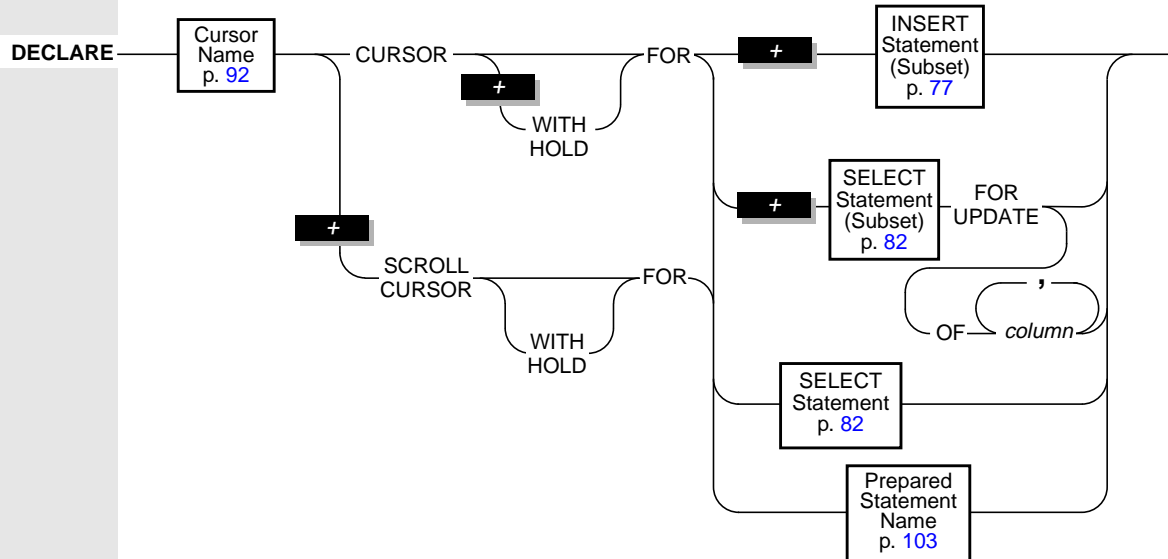 DECLARE
Cursor
Name
p. 92
CURSOR
+
WITH
HOLD
FOR
+
INSERT
Statement
(Subset)
p. 77
+
SELECT
Statement
(Subset)
p. 82
FOR
UPDATE
OF
,
column
+
SCROLL
CURSOR
WITH
HOLD
FOR
SELECT
Statement
p. 82
Prepared
Statement
Name
p. 103